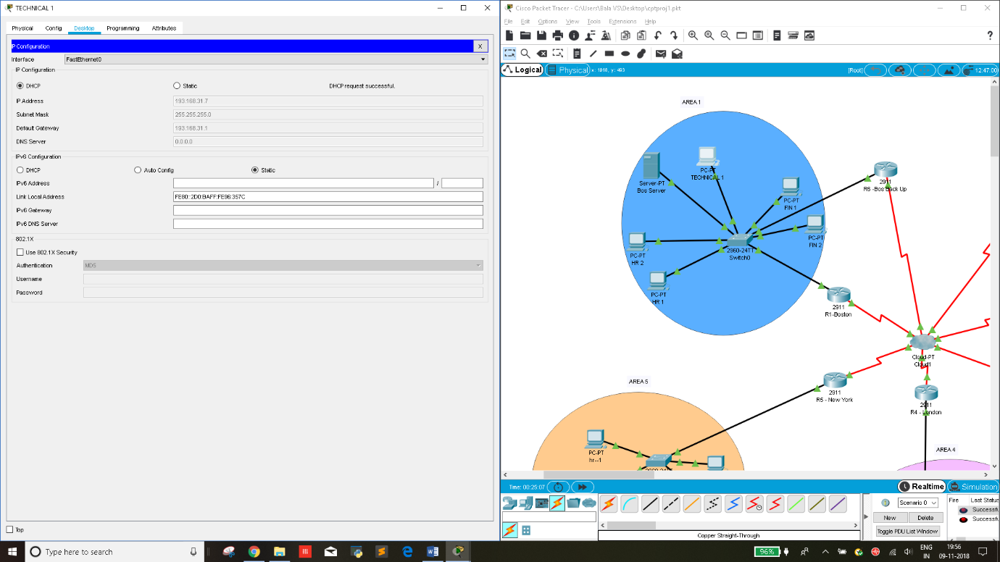 TECHNICAL 1
Physical Config Desktop Programming Attributes
IP Configuration
X
Interface FastEthernet0
IP Configuration
DHCP Static DHCP request successful.
IP Address 193.168.31.7
Subnet Mask 255.255.255.0
Default Gateway 193.168.31.1
DNS Server 0.0.0.0
IPv6 Configuration
DHCP Auto Config Static
IPv6 Address /
Link Local Address FE80::2D0:BAFF:FE96:357C
IPv6 Gateway
IPv6 DNS Server
802.1X
Use 802.1X Security
Authentication MD5
Username
Password
Top
Cisco Packet Tracer - C:\Users\Bala VS\Desktop\cptproj1.pkt
File Edit Options View Tools Extensions Help
?
Logical Physical x: 1018, y: 493 [Root] 12:47:00
AREA 1
Server-PT
Bos Server
PC-PT
TECHNICAL 1
PC-PT
FIN 1
PC-PT
FIN 2
2960-24TT
Switch0
PC-PT
HR 2
PC-PT
HR 1
2911
R6 -Bos Back Up
2911
R1-Boston
Cloud-PT
Cloud1
AREA 5
2911
R5 - New York
2911
R4 - London
PC-PT
hr--1
AREA 4
Time: 00:25:07 Realtime Simulation
Scenario 0 Fire Last Status
New Delete
Toggle PDU List Window
Successfu
Successfu
Copper Straight-Through
Type here to search
96%
ENG
IN
19:56
09-11-2018